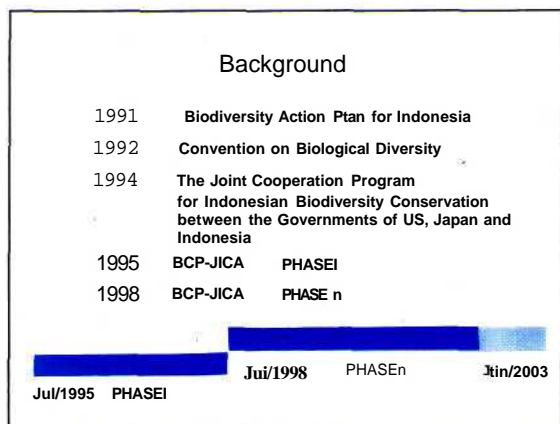 Background
1991 Biodiversity Action Ptan for Indonesia
1992 Convention on Biological Diversity
1994 The Joint Cooperation Program
for Indonesian Biodiversity Conservation
between the Governments of US, Japan and
Indonesia
1995 BCP-JICA PHASEI
1998 BCP-JICA PHASE n
Jui/1998 PHASEn Jtin/2003
Jul/1995 PHASEI